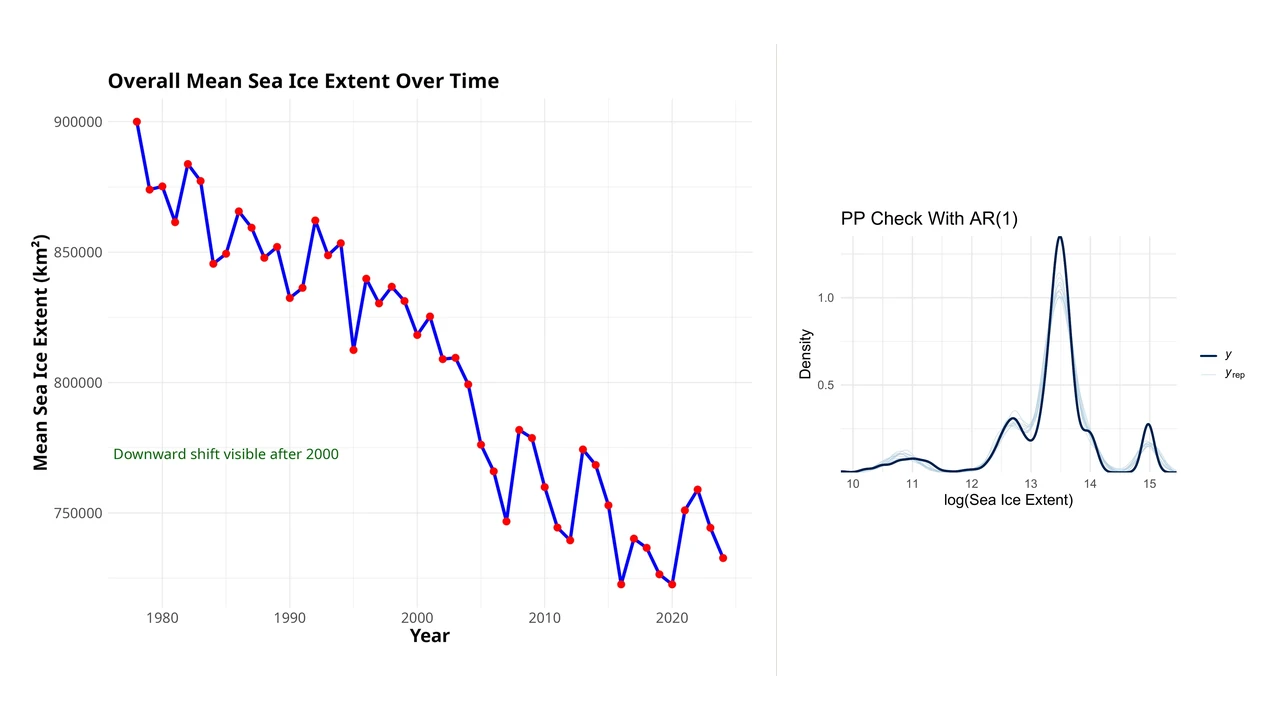 Overall Mean Sea Ice Extent Over Time
Mean Sea Ice Extent (km²)
900000
850000
800000
750000
Downward shift visible after 2000
1980 1990 2000 2010 2020
Year
PP Check With AR(1)
Density
1.0
0.5
10 11 12 13 14 15
log(Sea Ice Extent)
y
yrep